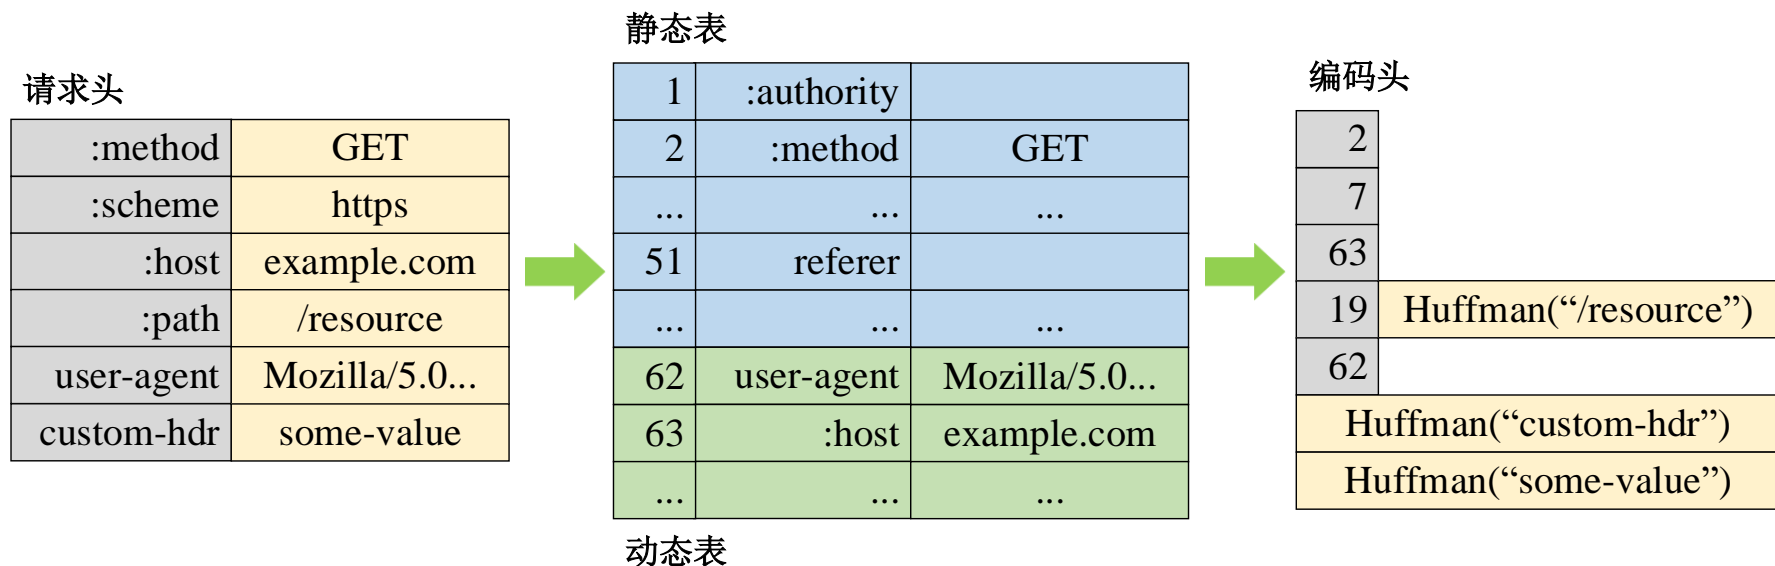 请求头
:method GET
:scheme https
:host example.com
:path /resource
user-agent Mozilla/5.0...
custom-hdr some-value
静态表
1 :authority
2 :method GET
... ... ...
51 referer
... ... ...
62 user-agent Mozilla/5.0...
63 :host example.com
... ... ...
动态表
编码头
2
7
63
19 Huffman(“/resource”)
62
Huffman(“custom-hdr”)
Huffman(“some-value”)